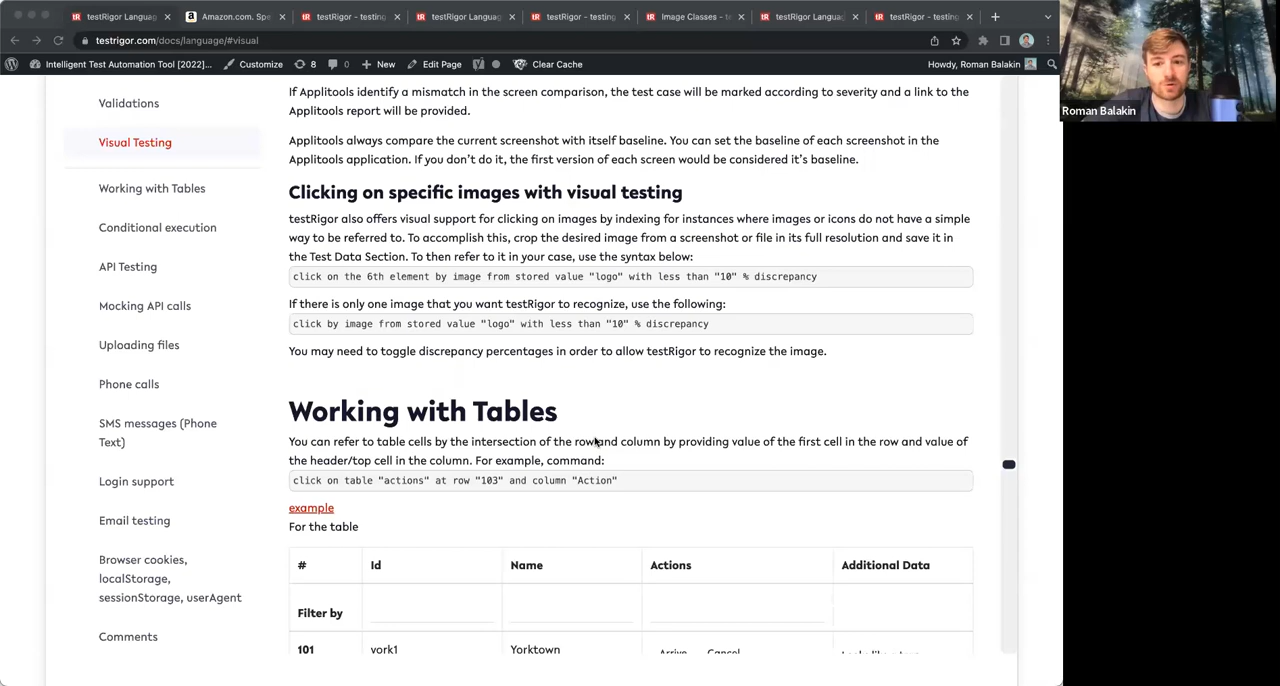 testRigor Languag
Amazon.com. Spe
testRigor - testing
testRigor Languag
testRigor - testing
Image Classes - t
testRigor Languag
testRigor - testing
testrigor.com/docs/language/#visual
Intelligent Test Automation Tool [2022]...
Customize
8
0
New
Edit Page
Clear Cache
Howdy, Roman Balakin
Roman Balakin
Validations
Visual Testing
Working with Tables
Conditional execution
API Testing
Mocking API calls
Uploading files
Phone calls
SMS messages (Phone
Text)
Login support
Email testing
Browser cookies,
localStorage,
sessionStorage, userAgent
Comments
If Applitools identify a mismatch in the screen comparison, the test case will be marked according to severity and a link to the
Applitools report will be provided.
Applitools always compare the current screenshot with itself baseline. You can set the baseline of each screenshot in the
Applitools application. If you don't do it, the first version of each screen would be considered it's baseline.
Clicking on specific images with visual testing
testRigor also offers visual support for clicking on images by indexing for instances where images or icons do not have a simple
way to be referred to. To accomplish this, crop the desired image from a screenshot or file in its full resolution and save it in
the Test Data Section. To then refer to it in your case, use the syntax below:
click on the 6th element by image from stored value "logo" with less than "10" % discrepancy
If there is only one image that you want testRigor to recognize, use the following:
click by image from stored value "logo" with less than "10" % discrepancy
You may need to toggle discrepancy percentages in order to allow testRigor to recognize the image.
Working with Tables
You can refer to table cells by the intersection of the row and column by providing value of the first cell in the row and value of
the header/top cell in the column. For example, command:
click on table "actions" at row "103" and column "Action"
example
For the table
# Id Name Actions Additional Data
Filter by
101 york1 Yorktown Arrive Cancel